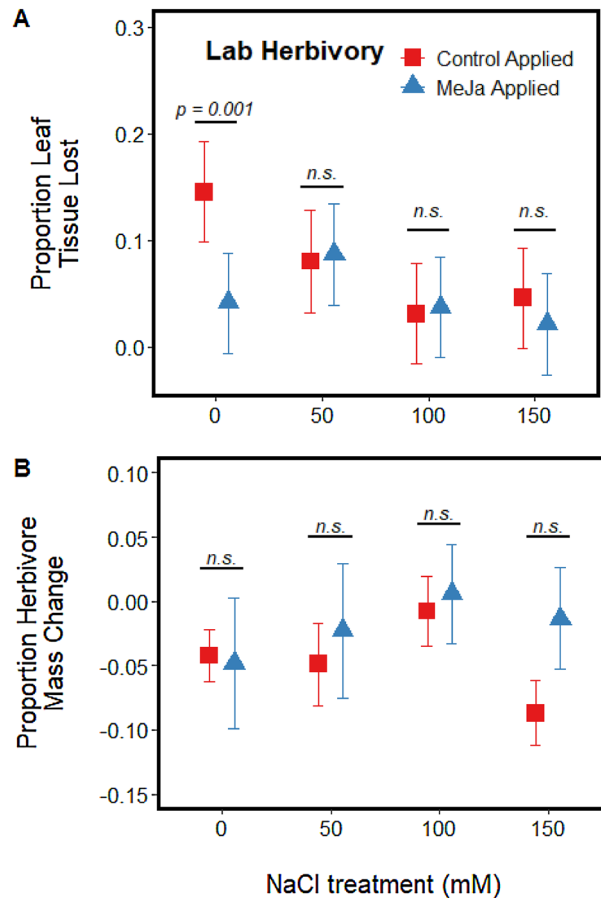 A
Lab Herbivory
Control Applied
MeJa Applied
p = 0.001
n.s.
n.s.
n.s.
Proportion Leaf
Tissue Lost
0.3
0.2
0.1
0.0
0
50
100
150
B
n.s.
n.s.
n.s.
n.s.
Proportion Herbivore
Mass Change
0.10
0.05
0.00
-0.05
-0.10
-0.15
0
50
100
150
NaCl treatment (mM)